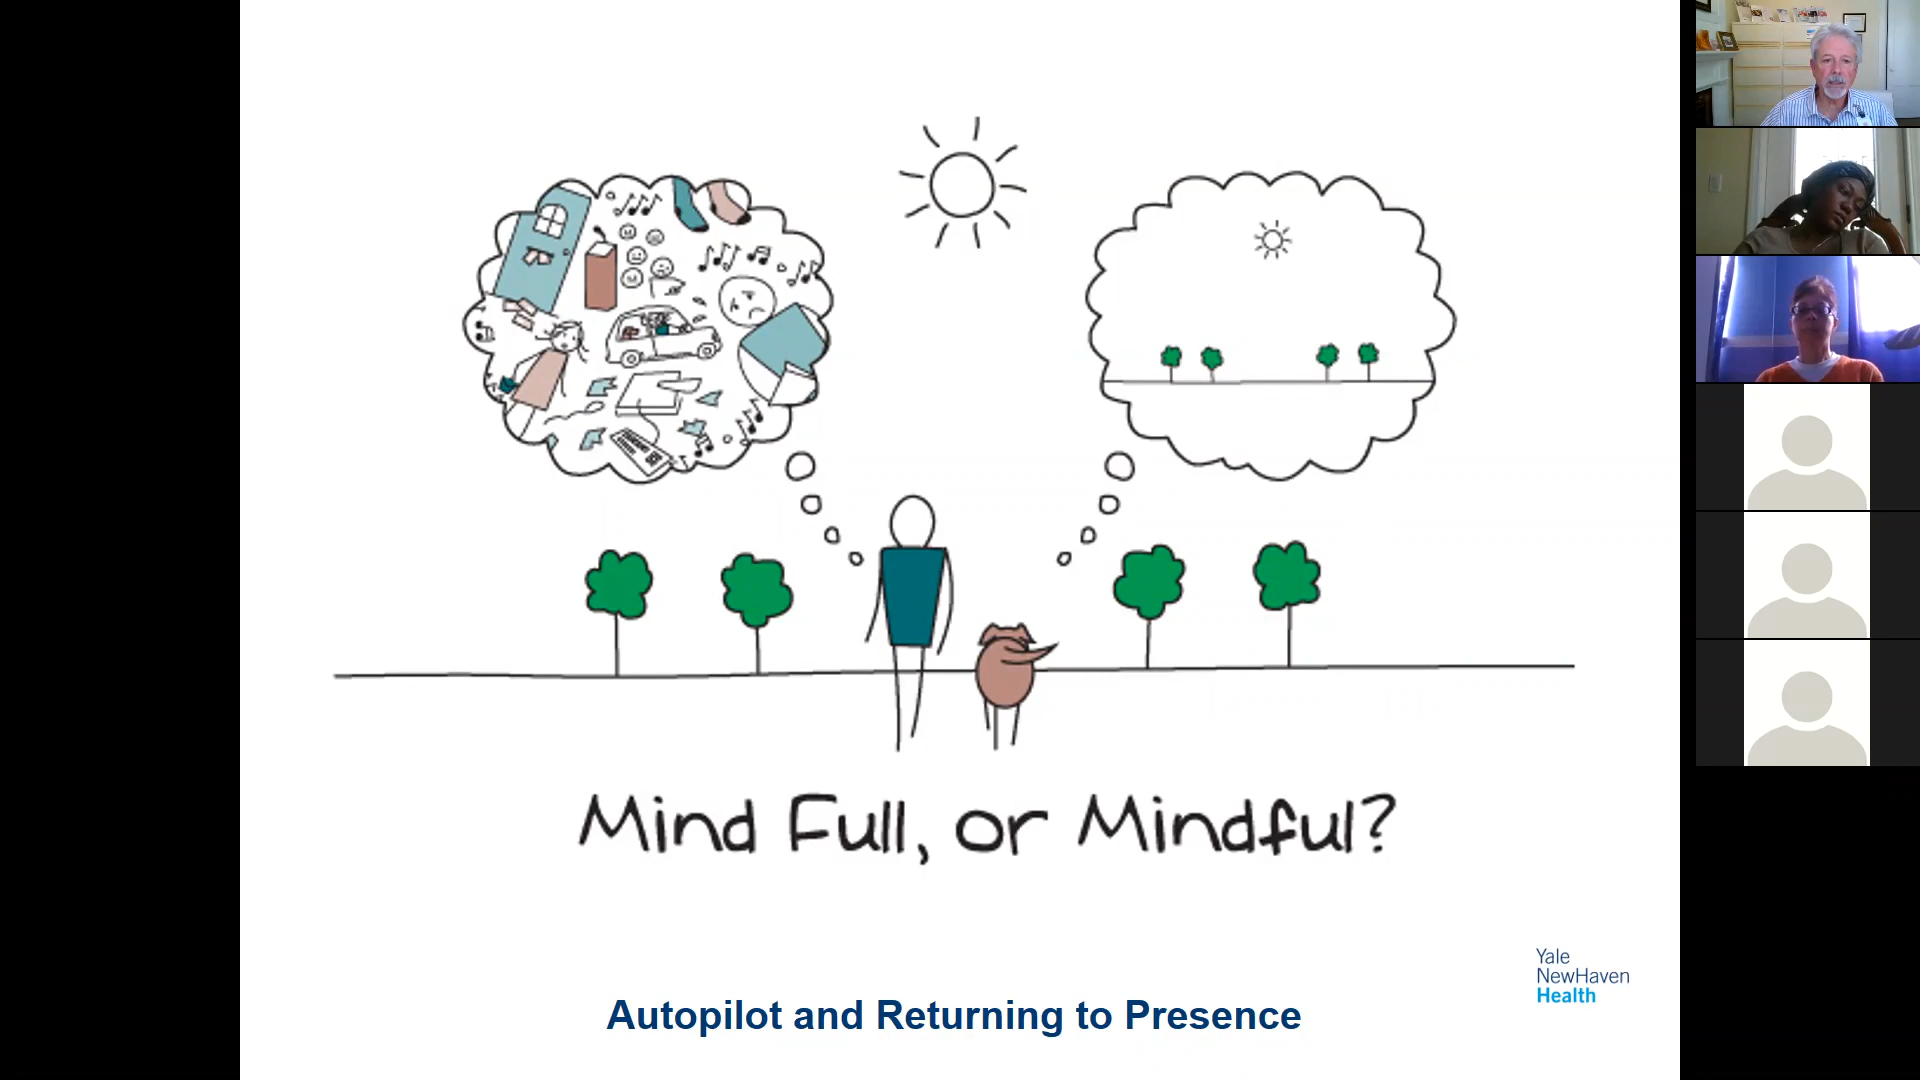 Mind Full, or Mindful?
Yale
NewHaven
Health
Autopilot and Returning to Presence